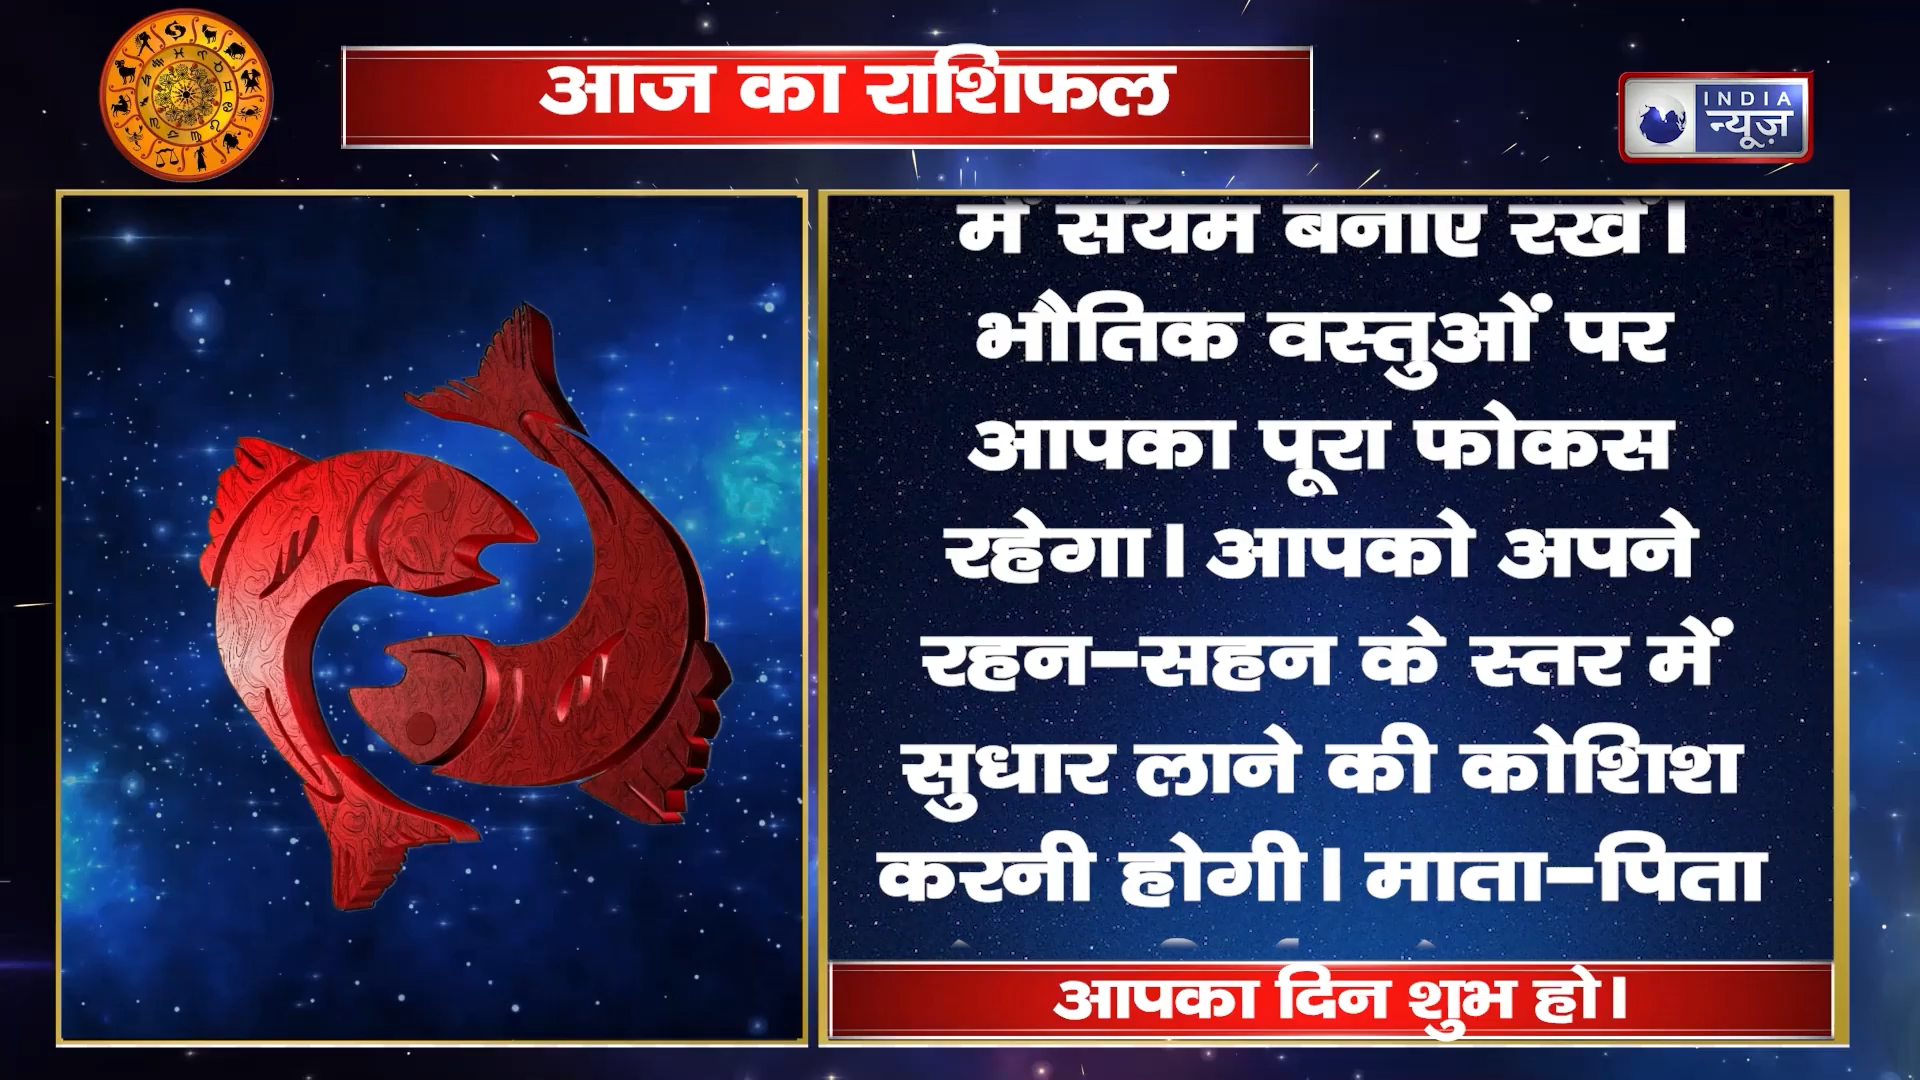 आज का राशिफल
INDIA
न्यूज़
में संयम बनाए रखें।
भौतिक वस्तुओं पर
आपका पूरा फोकस
रहेगा। आपको अपने
रहन-सहन के स्तर में
सुधार लाने की कोशिश
करनी होगी। माता-पिता
आपका दिन शुभ हो।